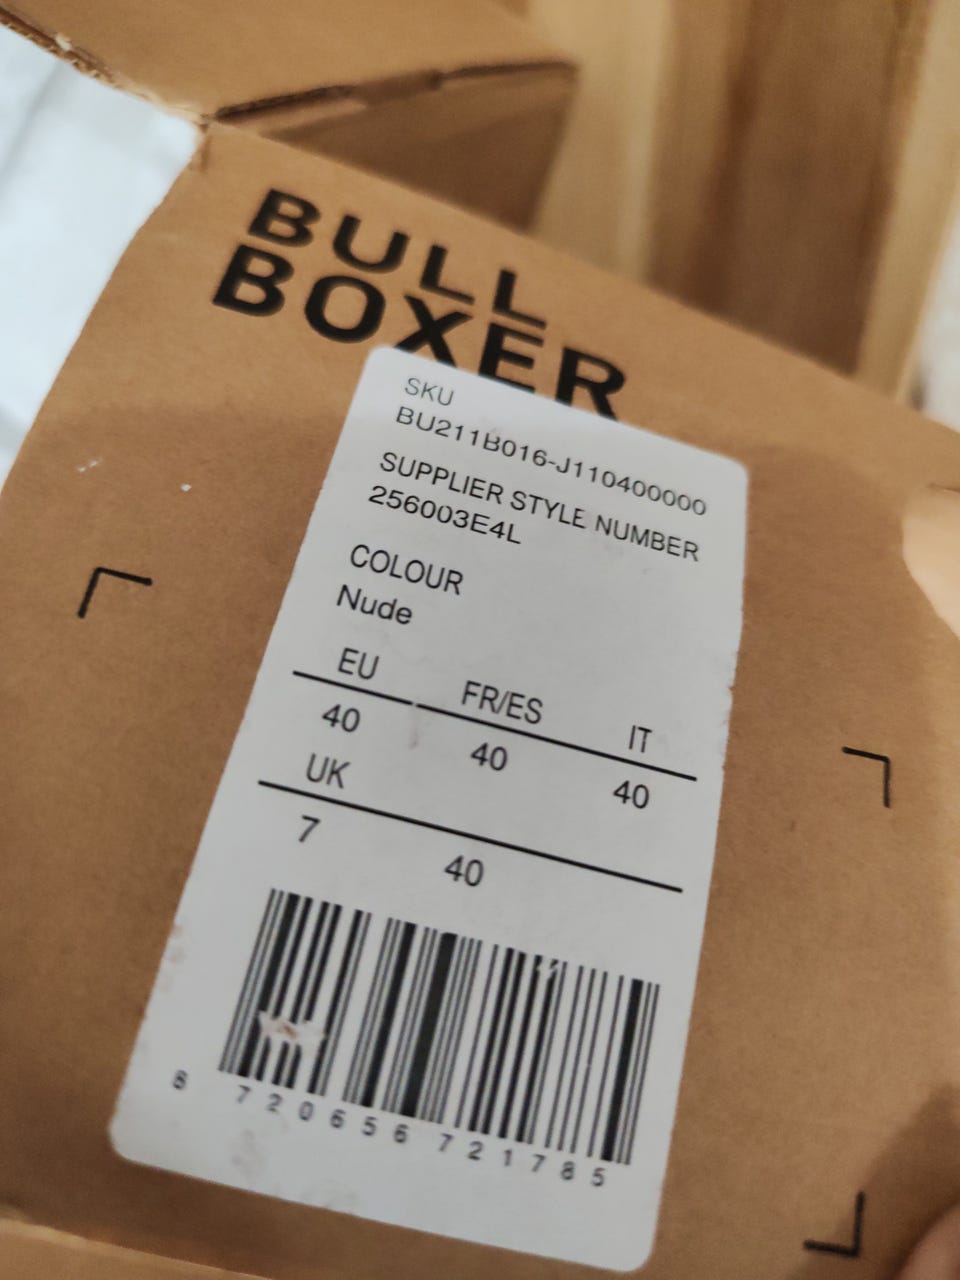 BULL
BOXER
SKU
BU211B016-J110400000
SUPPLIER STYLE NUMBER
256003E4L
COLOUR
Nude
EU FR/ES IT
40 40 40
UK
7 40
8 720656 721785